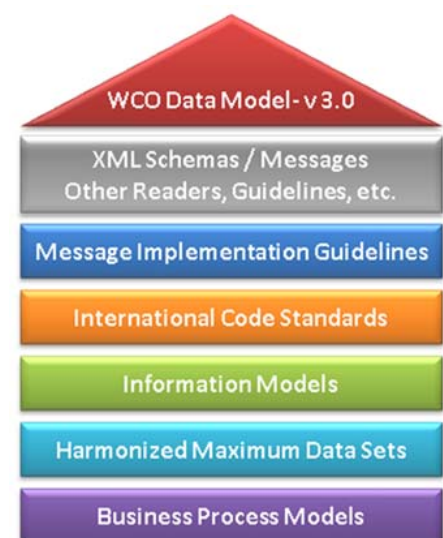 WCO Data Model- v 3.0
XML Schemas / Messages
Other Readers, Guidelines, etc.
Message Implementation Guidelines
International Code Standards
Information Models
Harmonized Maximum Data Sets
Business Process Models